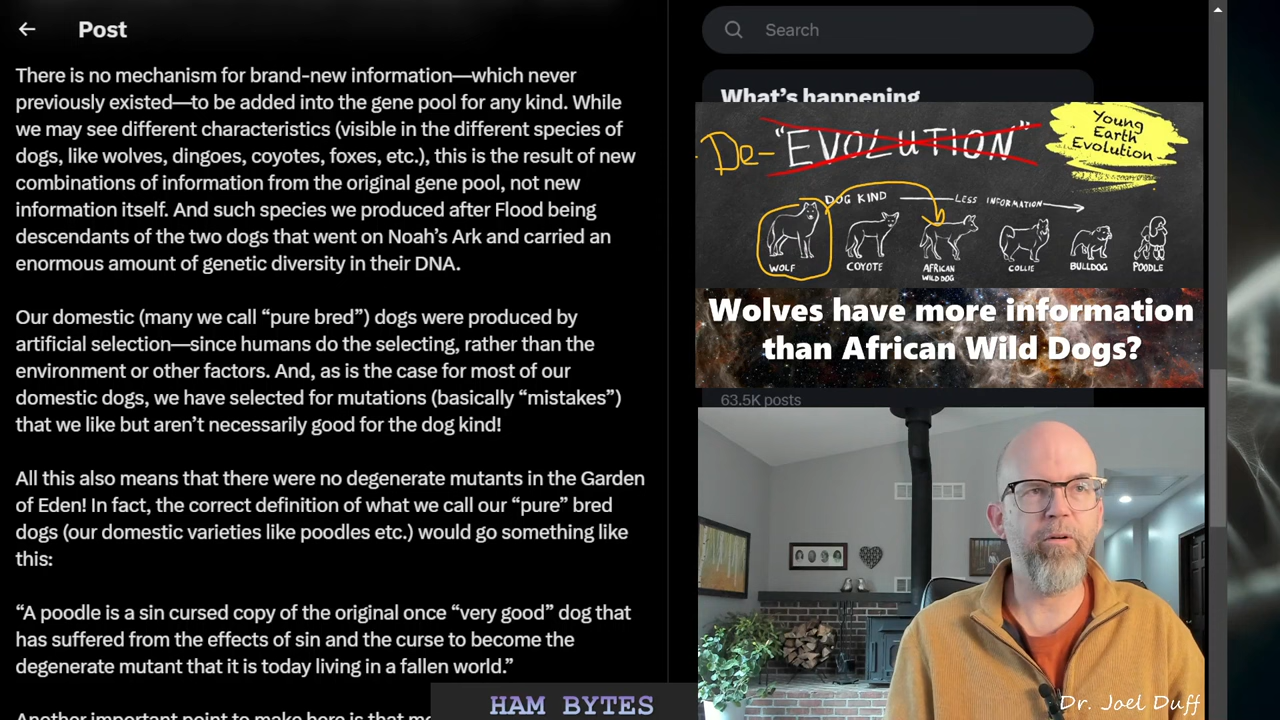 Post
There is no mechanism for brand-new information—which never
previously existed—to be added into the gene pool for any kind. While
we may see different characteristics (visible in the different species of
dogs, like wolves, dingoes, coyotes, foxes, etc.), this is the result of new
combinations of information from the original gene pool, not new
information itself. And such species we produced after Flood being
descendants of the two dogs that went on Noah’s Ark and carried an
enormous amount of genetic diversity in their DNA.
Our domestic (many we call “pure bred”) dogs were produced by
artificial selection—since humans do the selecting, rather than the
environment or other factors. And, as is the case for most of our
domestic dogs, we have selected for mutations (basically “mistakes”)
that we like but aren’t necessarily good for the dog kind!
All this also means that there were no degenerate mutants in the Garden
of Eden! In fact, the correct definition of what we call our “pure” bred
dogs (our domestic varieties like poodles etc.) would go something like
this:
“A poodle is a sin cursed copy of the original once “very good” dog that
has suffered from the effects of sin and the curse to become the
degenerate mutant that it is today living in a fallen world.”
Another important point to make here is that
HAM BYTES
Search
What’s happening
De- “EVOLUTION”
Young
Earth
Evolution
DOG KIND LESS INFORMATION
WOLF COYOTE AFRICAN WILD DOG COLLIE BULLDOG POODLE
Wolves have more information
than African Wild Dogs?
63.5K posts
Dr. Joel Duff